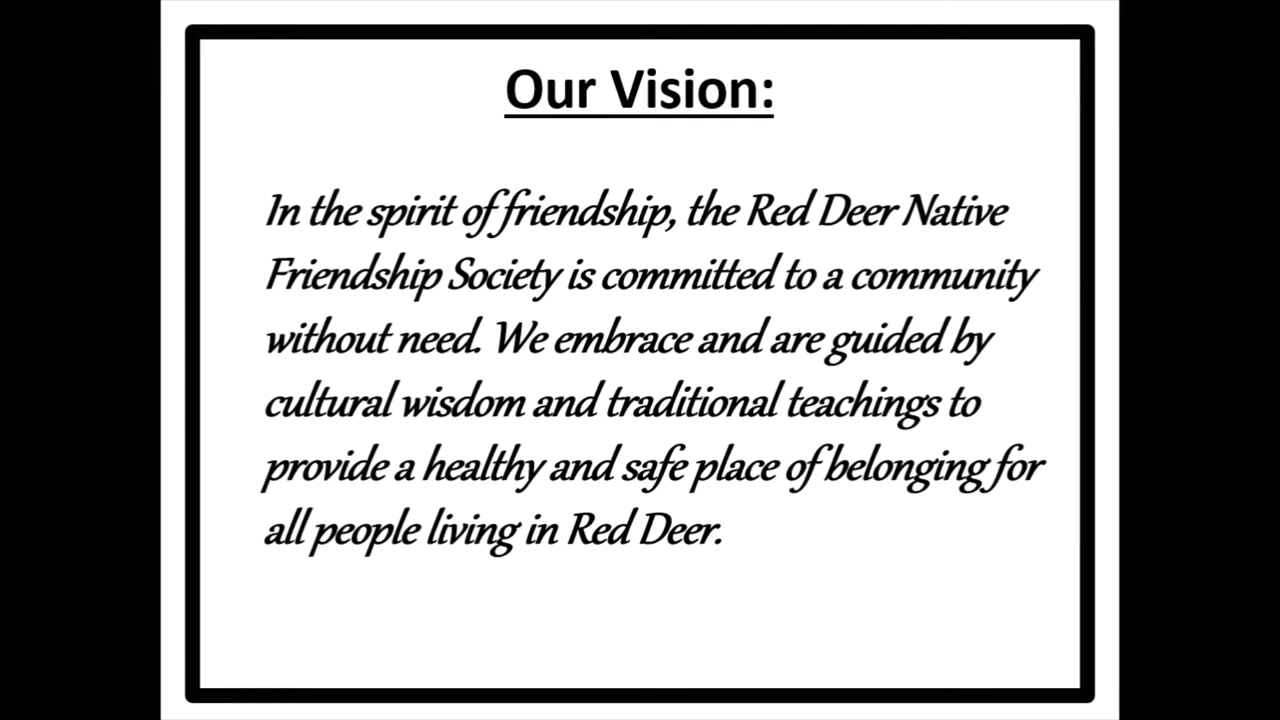 Our Vision:
In the spirit of friendship, the Red Deer Native
Friendship Society is committed to a community
without need. We embrace and are guided by
cultural wisdom and traditional teachings to
provide a healthy and safe place of belonging for
all people living in Red Deer.